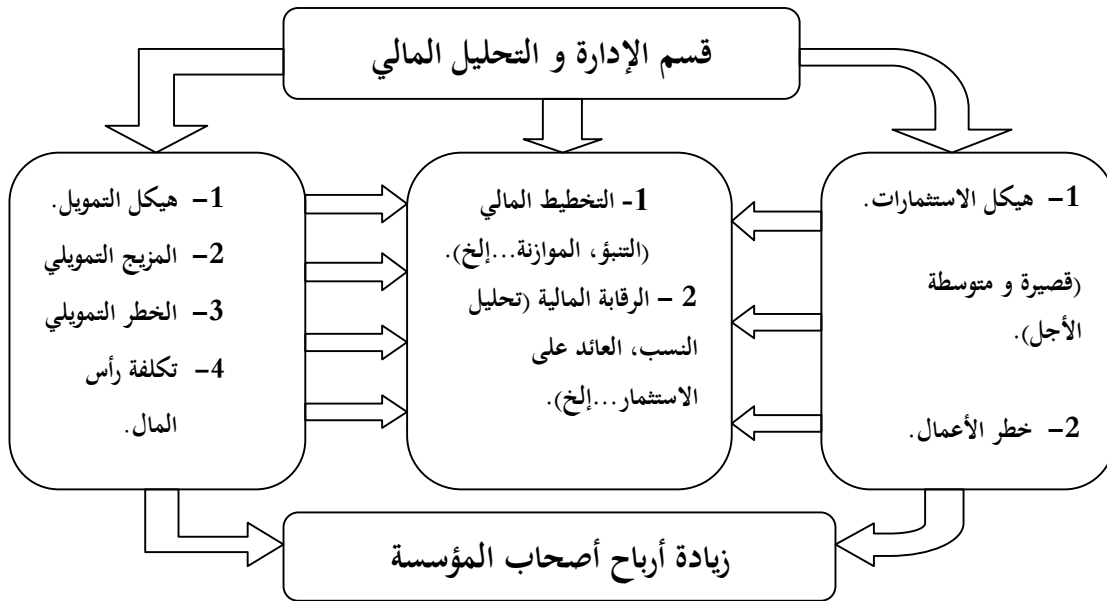 قسم الإدارة و التحليل المالي
1– هيكل الاستثمارات.
(قصيرة و متوسطة
الأجل).
2– خطر الأعمال.
1- التخطيط المالي
(التنبؤ، الموازنة...إلخ).
2 – الرقابة المالية (تحليل
النسب، العائد على
الاستثمار...إلخ).
1– هيكل التمويل.
2– المزيج التمويلي
3– الخطر التمويلي
4– تكلفة رأس
المال.
زيادة أرباح أصحاب المؤسسة